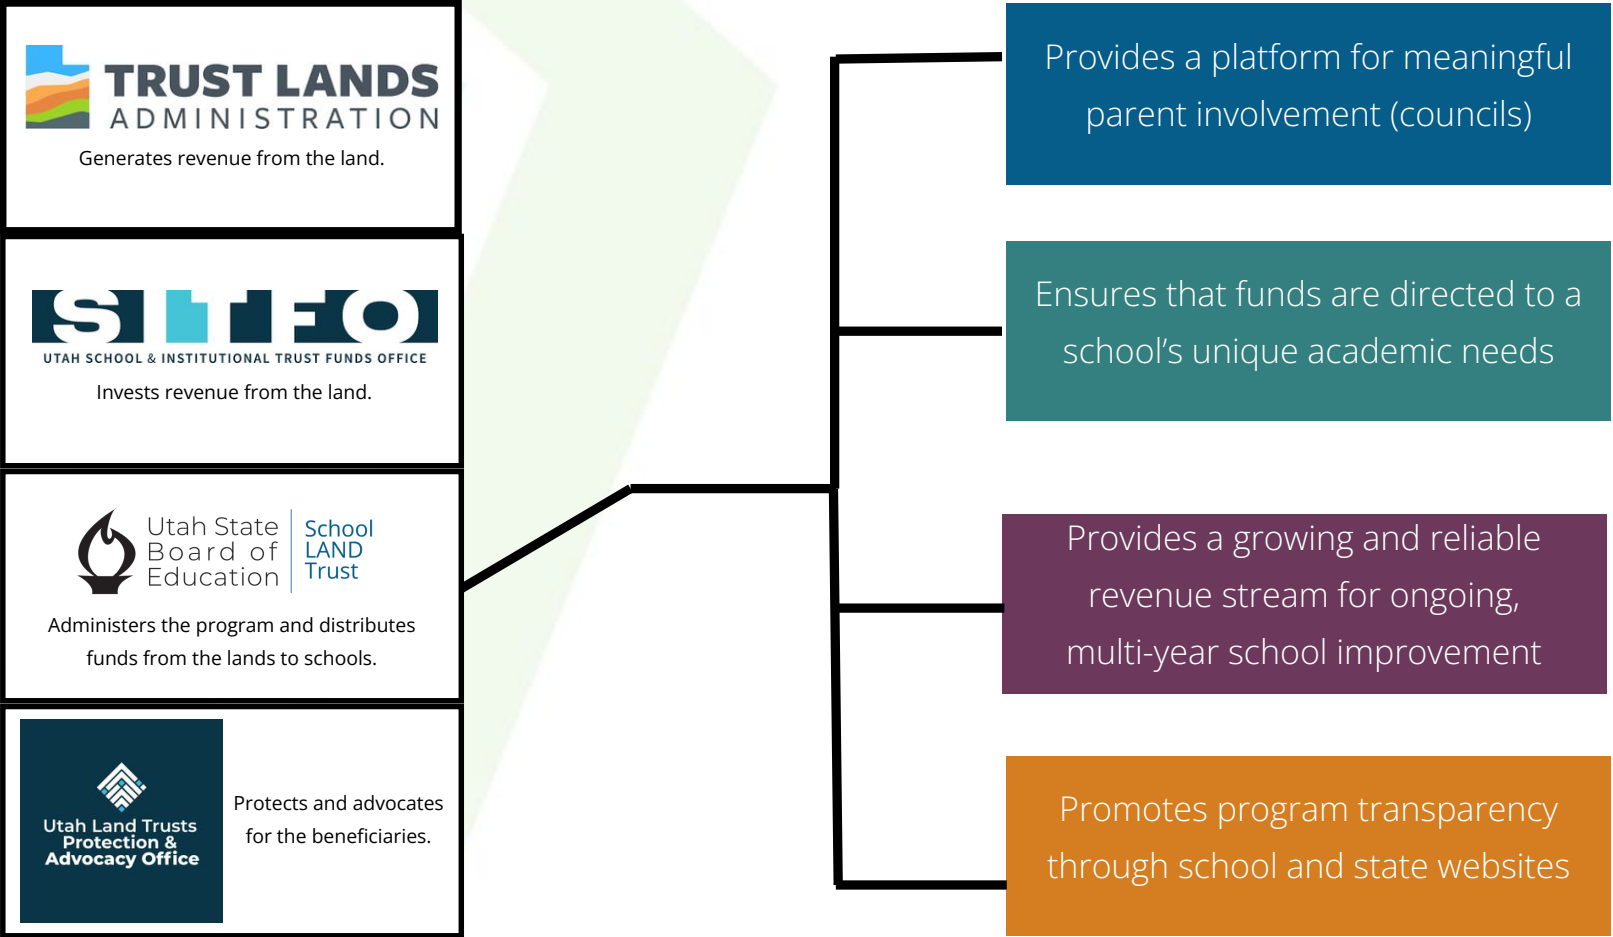 TRUST LANDS
ADMINISTRATION
Generates revenue from the land.
SITFO
UTAH SCHOOL & INSTITUTIONAL TRUST FUNDS OFFICE
Invests revenue from the land.
Utah State
Board of
Education
School
LAND
Trust
Administers the program and distributes
funds from the lands to schools.
Utah Land Trusts
Protection &
Advocacy Office
Protects and advocates
for the beneficiaries.
Provides a platform for meaningful
parent involvement (councils)
Ensures that funds are directed to a
school’s unique academic needs
Provides a growing and reliable
revenue stream for ongoing,
multi-year school improvement
Promotes program transparency
through school and state websites